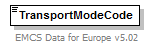 TransportModeCode
EMCS Data for Europe v5.02